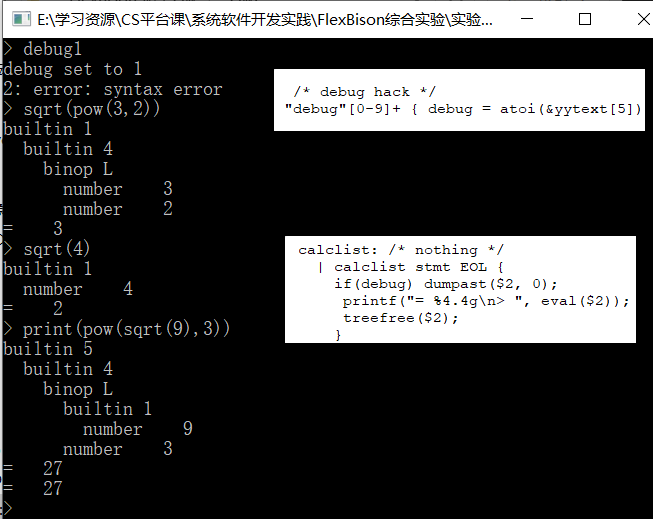 E:\学习资源\CS平台课\系统软件开发实践\FlexBison综合实验\实验...
> debug1
debug set to 1
2: error: syntax error
> sqrt(pow(3,2))
builtin 1
  builtin 4
    binop L
      number    3
      number    2
=    3
> sqrt(4)
builtin 1
  number    4
=    2
> print(pow(sqrt(9),3))
builtin 5
  builtin 4
    binop L
      builtin 1
        number    9
      number    3
=   27
=   27
>
/* debug hack */
"debug"[0-9]+ { debug = atoi(&yytext[5])
calclist: /* nothing */
  | calclist stmt EOL {
    if(debug) dumpast($2, 0);
     printf("= %4.4g\n> ", eval($2));
     treefree($2);
    }